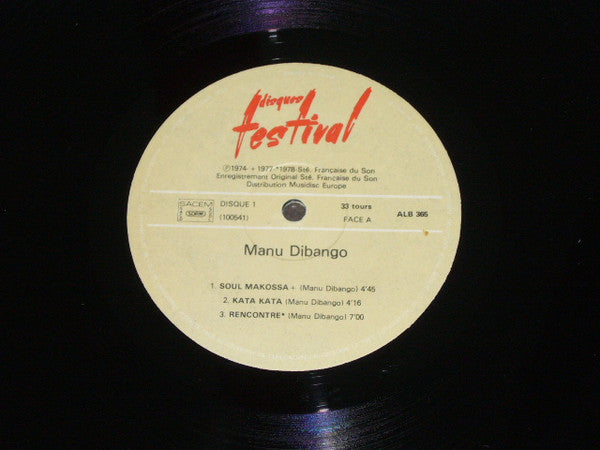 disques
festival
℗1974- + 1977-*1978-Sté. Française du Son
Enregistrement Original Sté. Française du Son
Distribution Musidisc Europe
SACEM
SDRM
DISQUE 1
(100541)
33 tours
FACE A
ALB 365
Manu Dibango
1. SOUL MAKOSSA + (Manu Dibango) 4'45
2. KATA KATA (Manu Dibango) 4'16
3. RENCONTRE* (Manu Dibango) 7'00